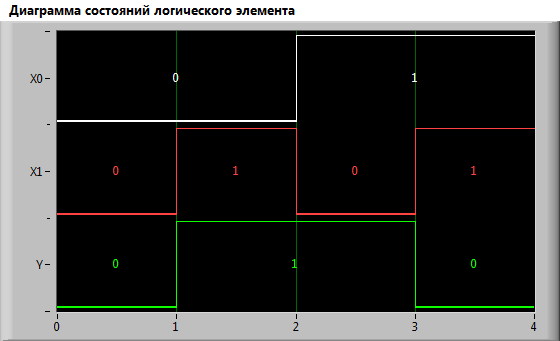 Диаграмма состояний логического элемента
X0
0 1
X1
0 1 0 1
Y
0 1 0
0 1 2 3 4